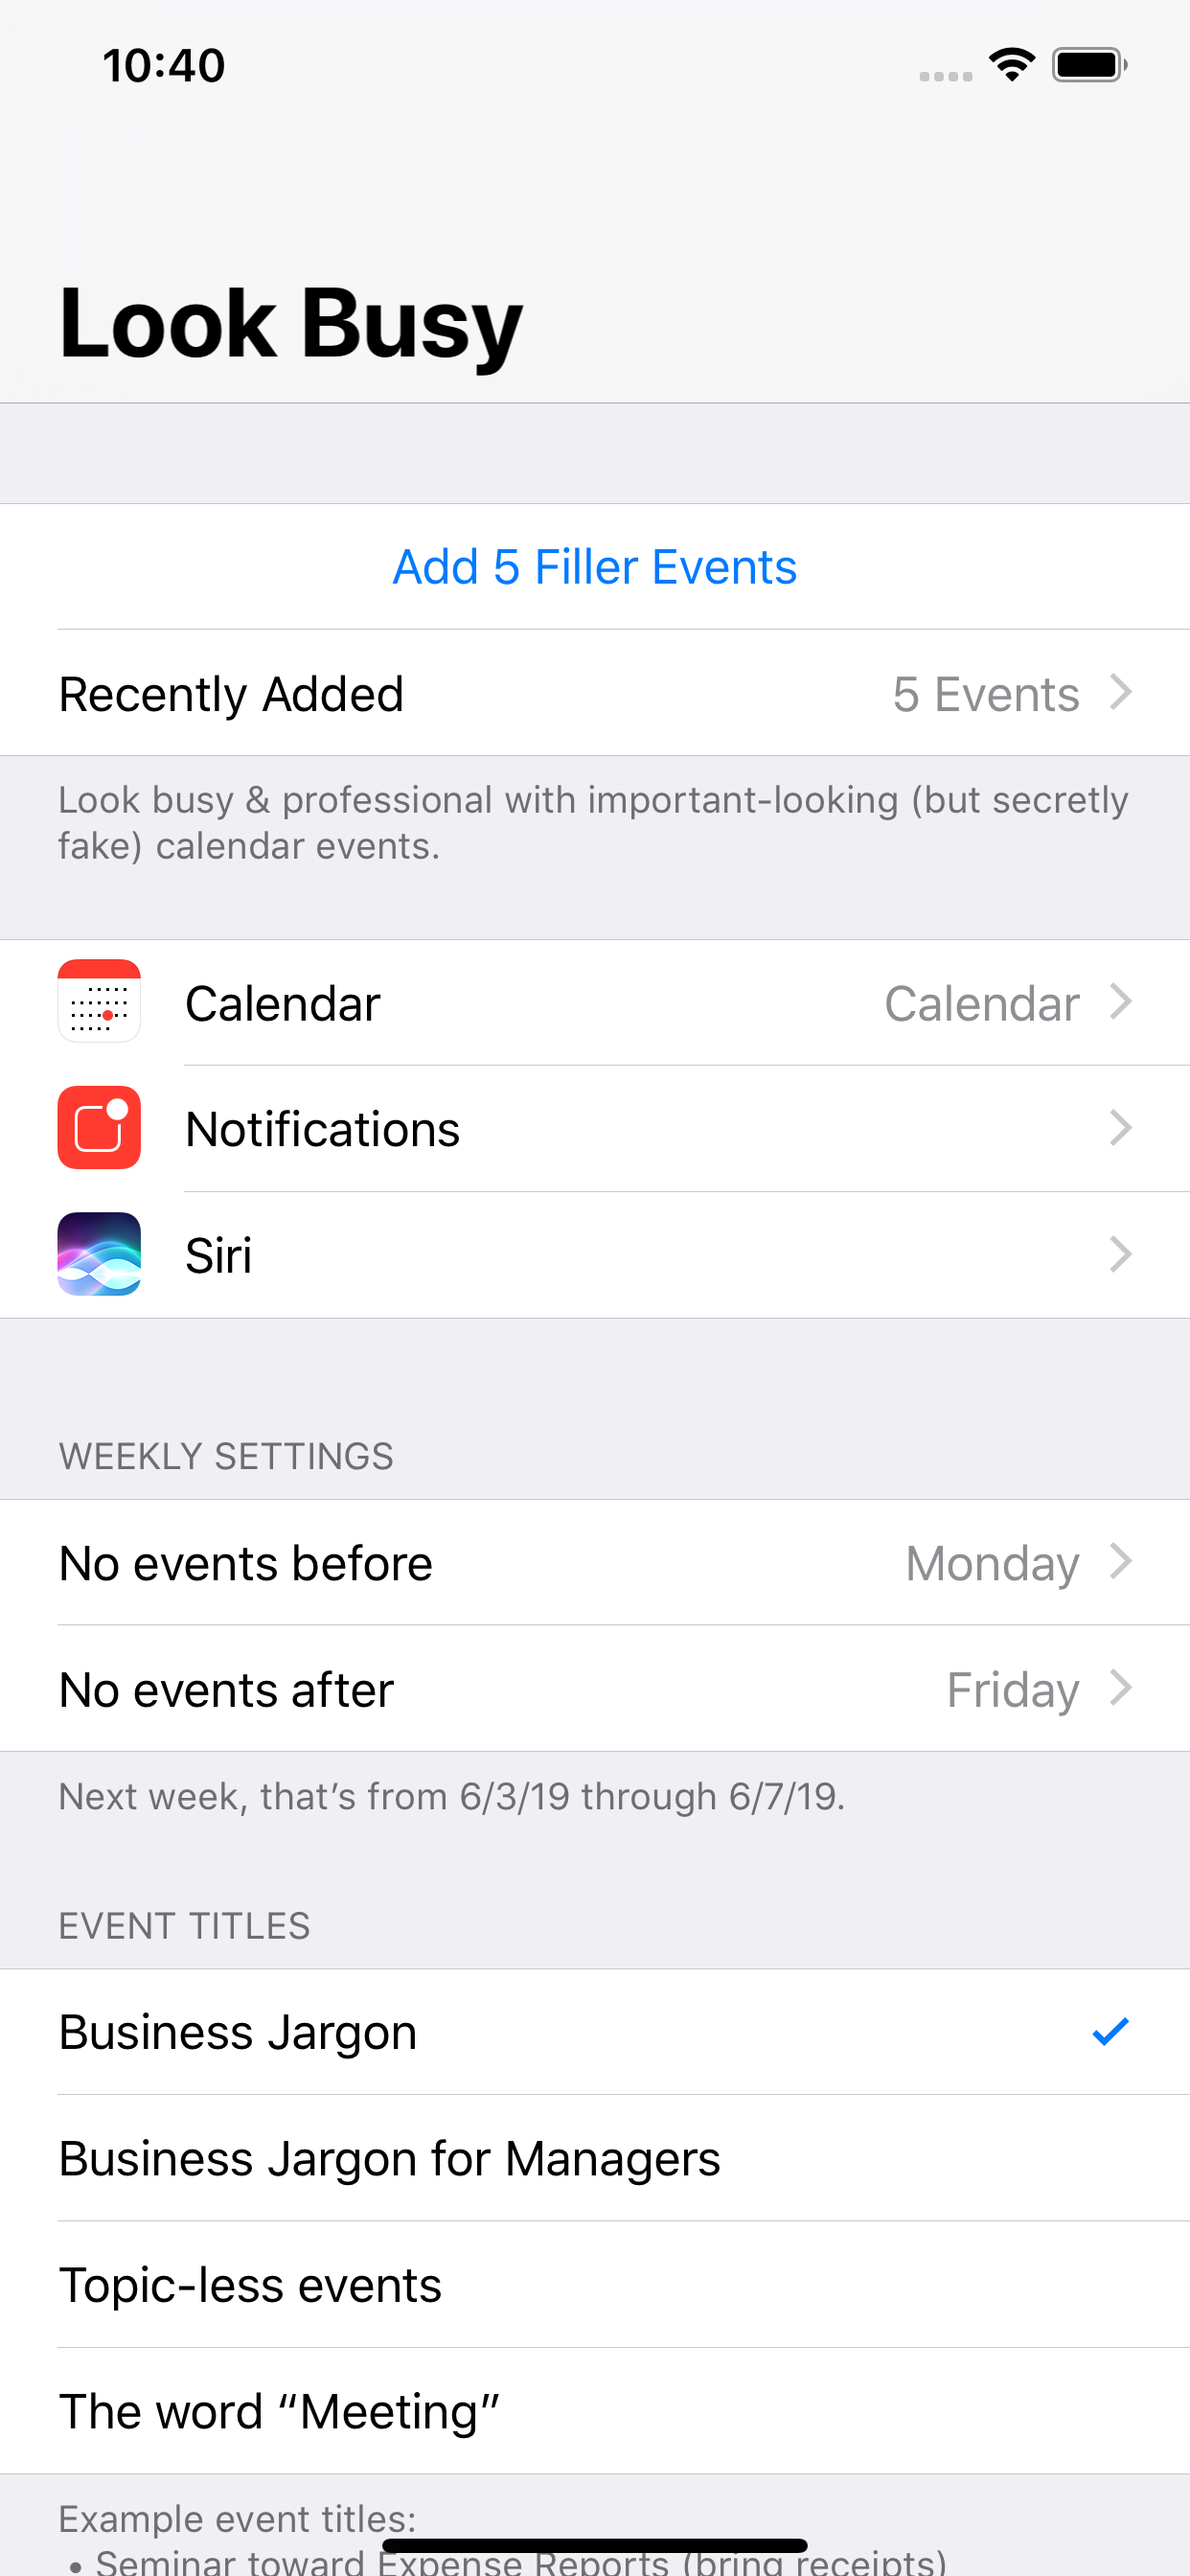 10:40
Look Busy
Add 5 Filler Events
Recently Added 5 Events
Look busy & professional with important-looking (but secretly
fake) calendar events.
Calendar Calendar
Notifications
Siri
WEEKLY SETTINGS
No events before Monday
No events after Friday
Next week, that’s from 6/3/19 through 6/7/19.
EVENT TITLES
Business Jargon
Business Jargon for Managers
Topic-less events
The word “Meeting”
Example event titles:
• Seminar toward Expense Reports (bring receipts)